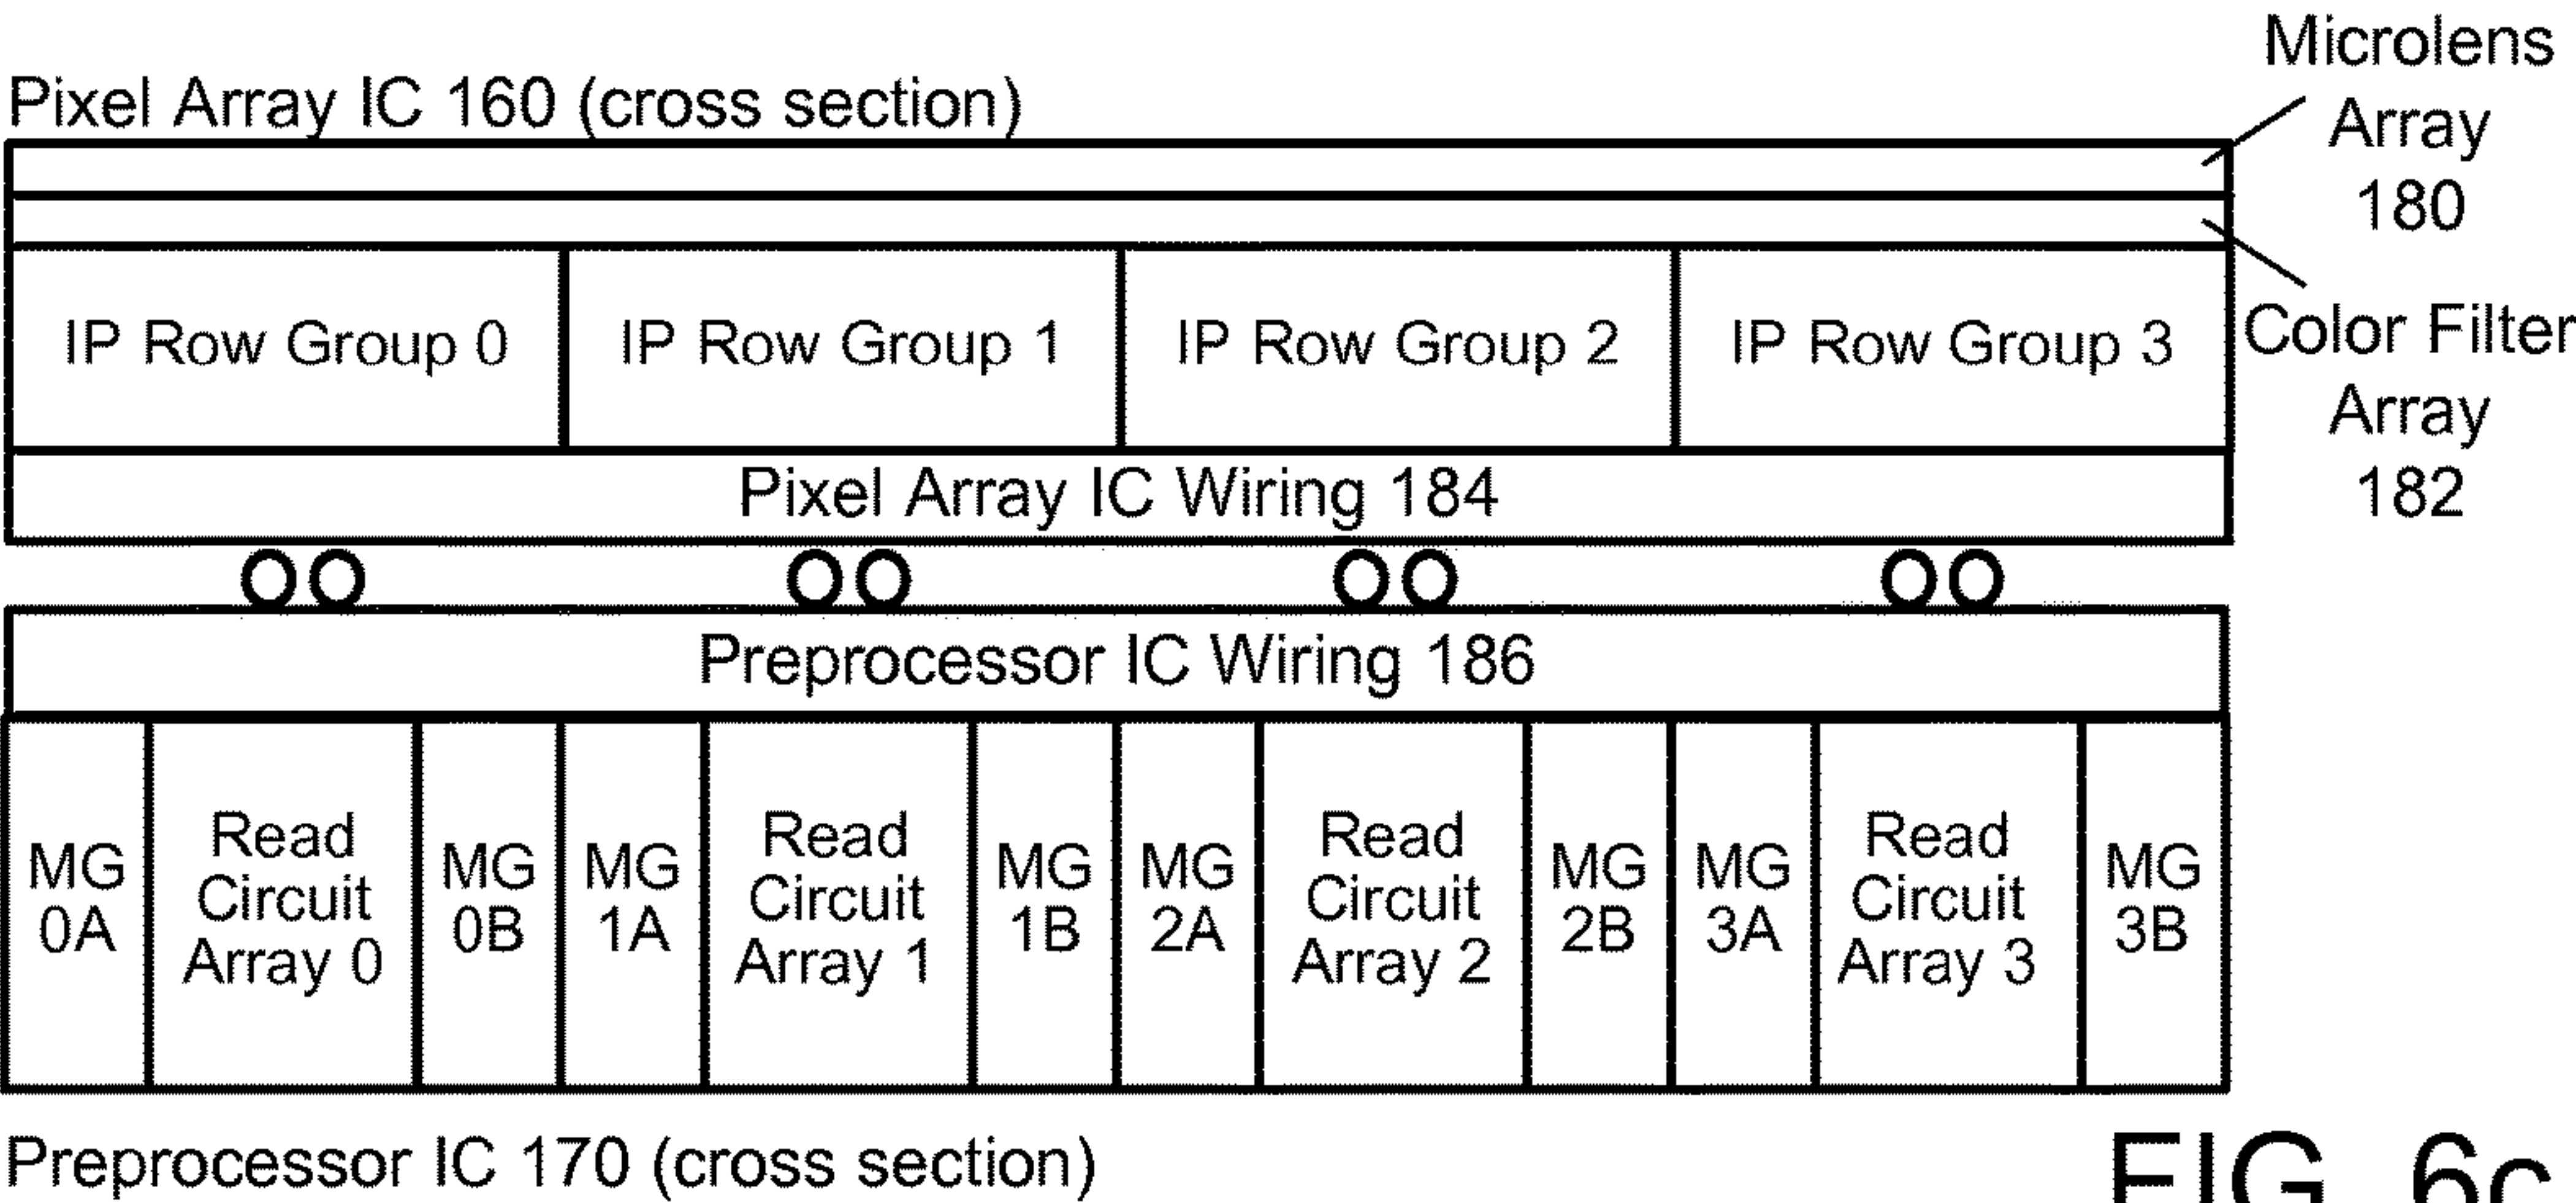 Pixel Array IC 160 (cross section)
Microlens
Array
180
IP Row Group 0 IP Row Group 1 IP Row Group 2 IP Row Group 3
Color Filter
Array
182
Pixel Array IC Wiring 184
Preprocessor IC Wiring 186
MG
0A
Read
Circuit
Array 0
MG
0B
MG
1A
Read
Circuit
Array 1
MG
1B
MG
2A
Read
Circuit
Array 2
MG
2B
MG
3A
Read
Circuit
Array 3
MG
3B
Preprocessor IC 170 (cross section)
FIG. 6c